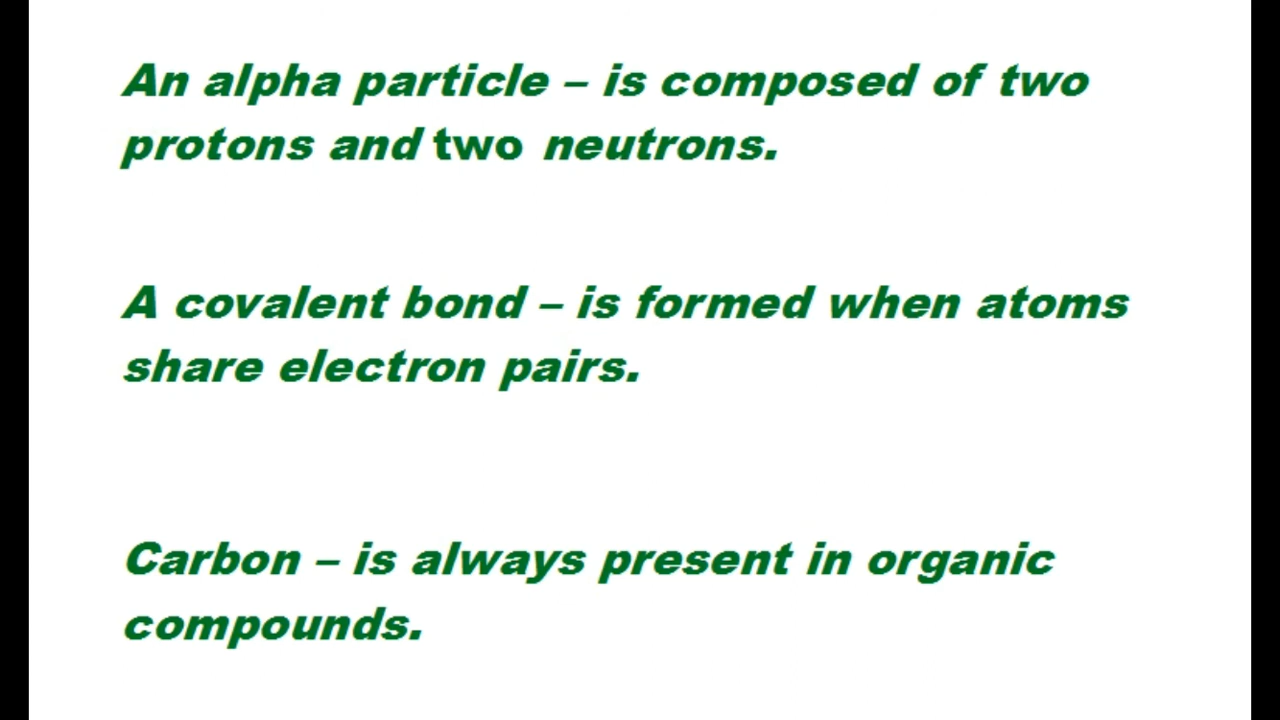 An alpha particle – is composed of two
protons and two neutrons.
A covalent bond – is formed when atoms
share electron pairs.
Carbon – is always present in organic
compounds.